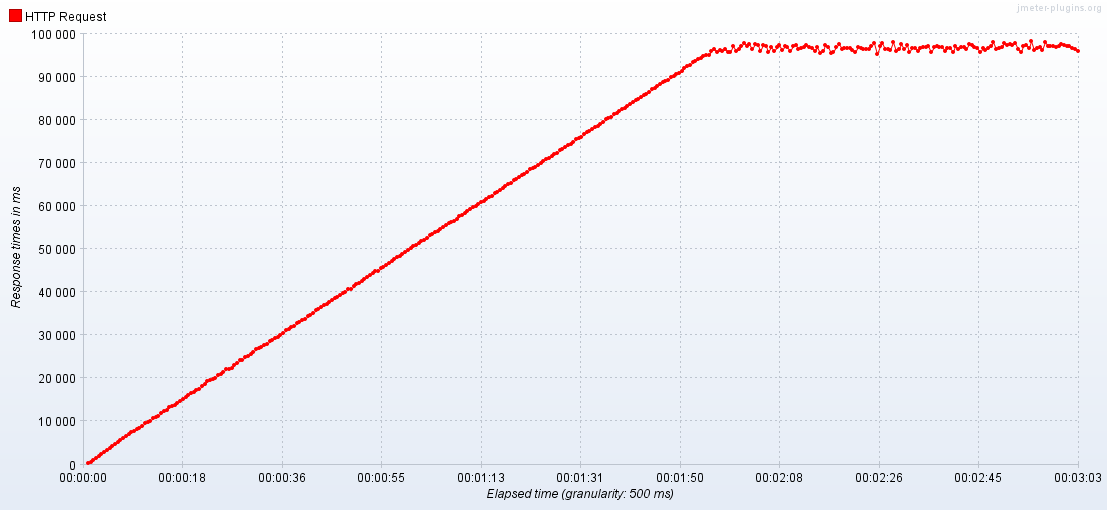 jmeter-plugins.org
HTTP Request
100 000
90 000
80 000
70 000
60 000
50 000
40 000
30 000
20 000
10 000
0
Response times in ms
00:00:00 00:00:18 00:00:36 00:00:55 00:01:13 00:01:31 00:01:50 00:02:08 00:02:26 00:02:45 00:03:03
Elapsed time (granularity: 500 ms)